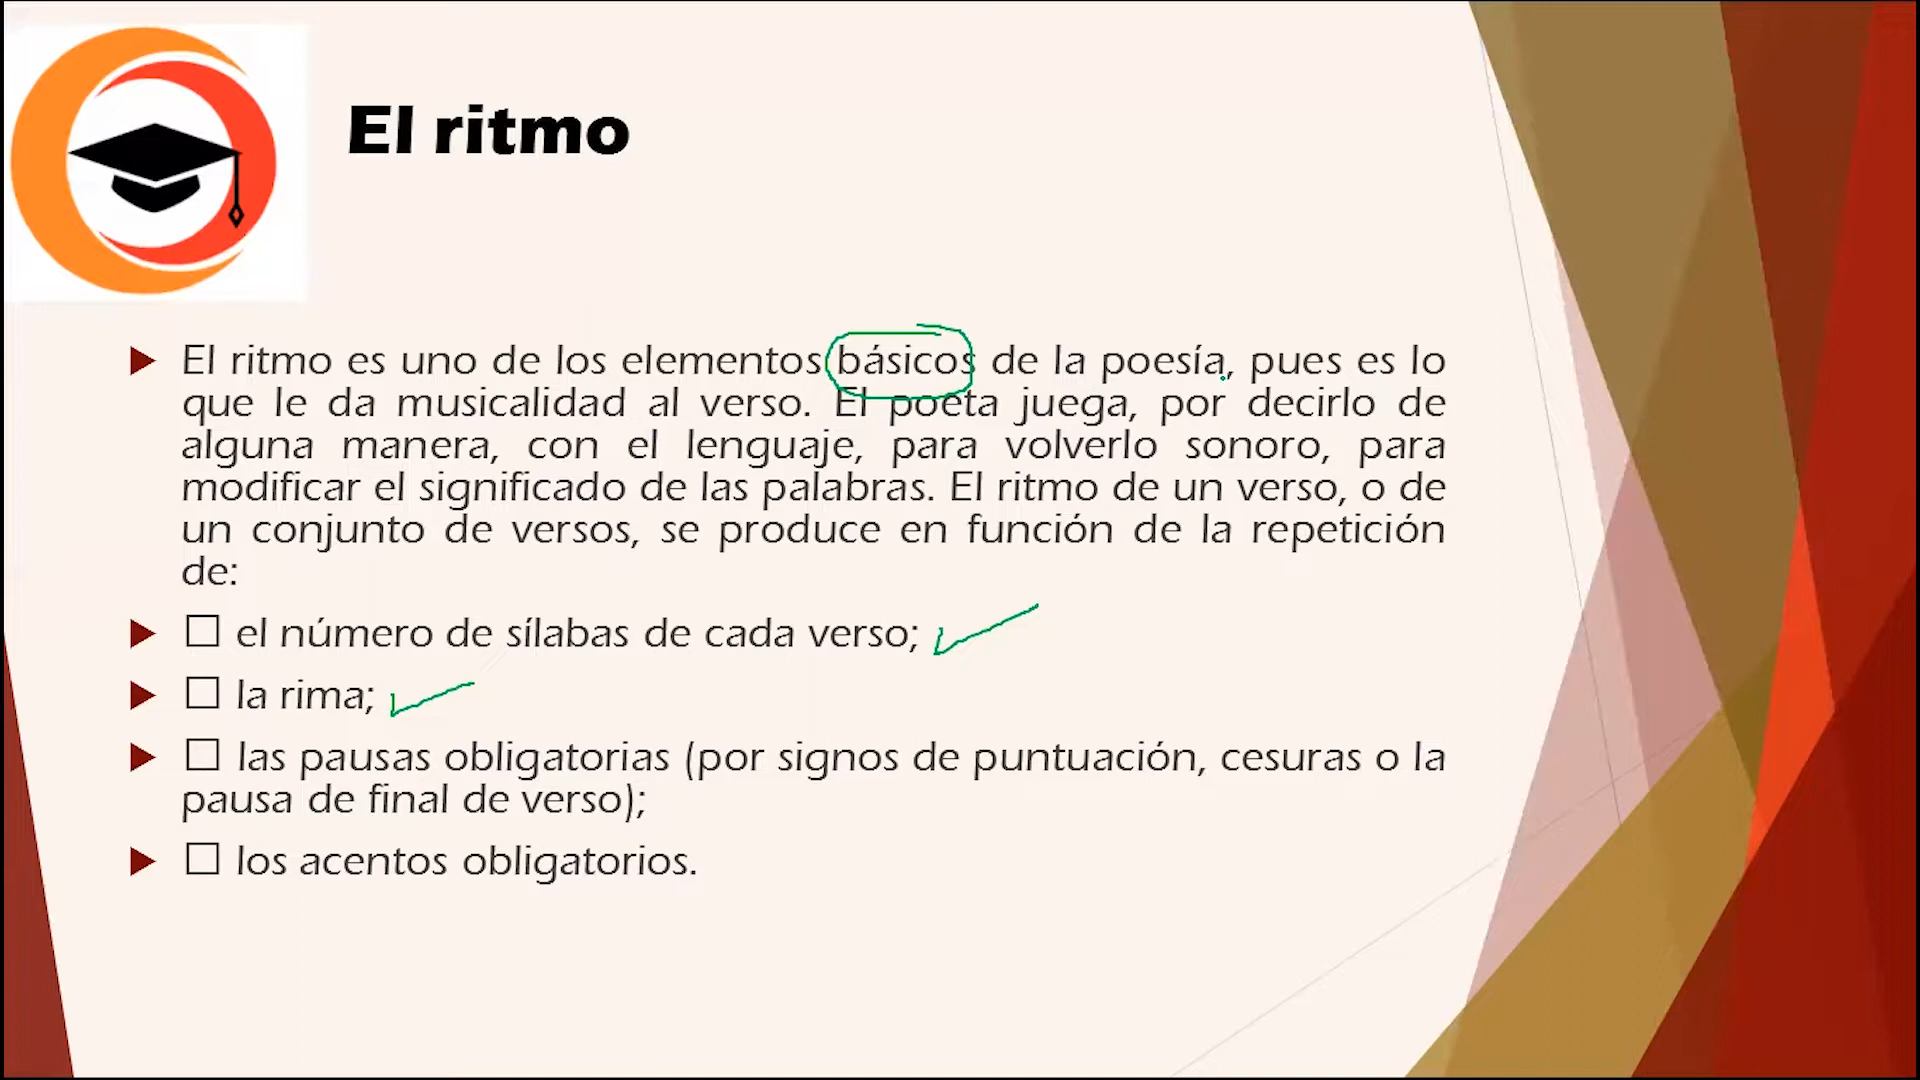 El ritmo
El ritmo es uno de los elementos básicos de la poesía, pues es lo
que le da musicalidad al verso. El poeta juega, por decirlo de
alguna manera, con el lenguaje, para volverlo sonoro, para
modificar el significado de las palabras. El ritmo de un verso, o de
un conjunto de versos, se produce en función de la repetición
de:
☐ el número de sílabas de cada verso;
☐ la rima;
☐ las pausas obligatorias (por signos de puntuación, cesuras o la
pausa de final de verso);
☐ los acentos obligatorios.